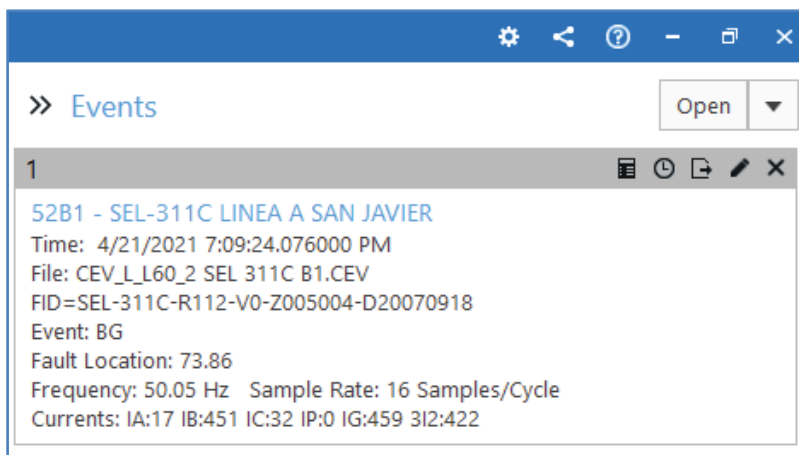 Events
Open
1
52B1 - SEL-311C LINEA A SAN JAVIER
Time: 4/21/2021 7:09:24.076000 PM
File: CEV_L_L60_2 SEL 311C B1.CEV
FID=SEL-311C-R112-V0-Z005004-D20070918
Event: BG
Fault Location: 73.86
Frequency: 50.05 Hz Sample Rate: 16 Samples/Cycle
Currents: IA:17 IB:451 IC:32 IP:0 IG:459 3I2:422